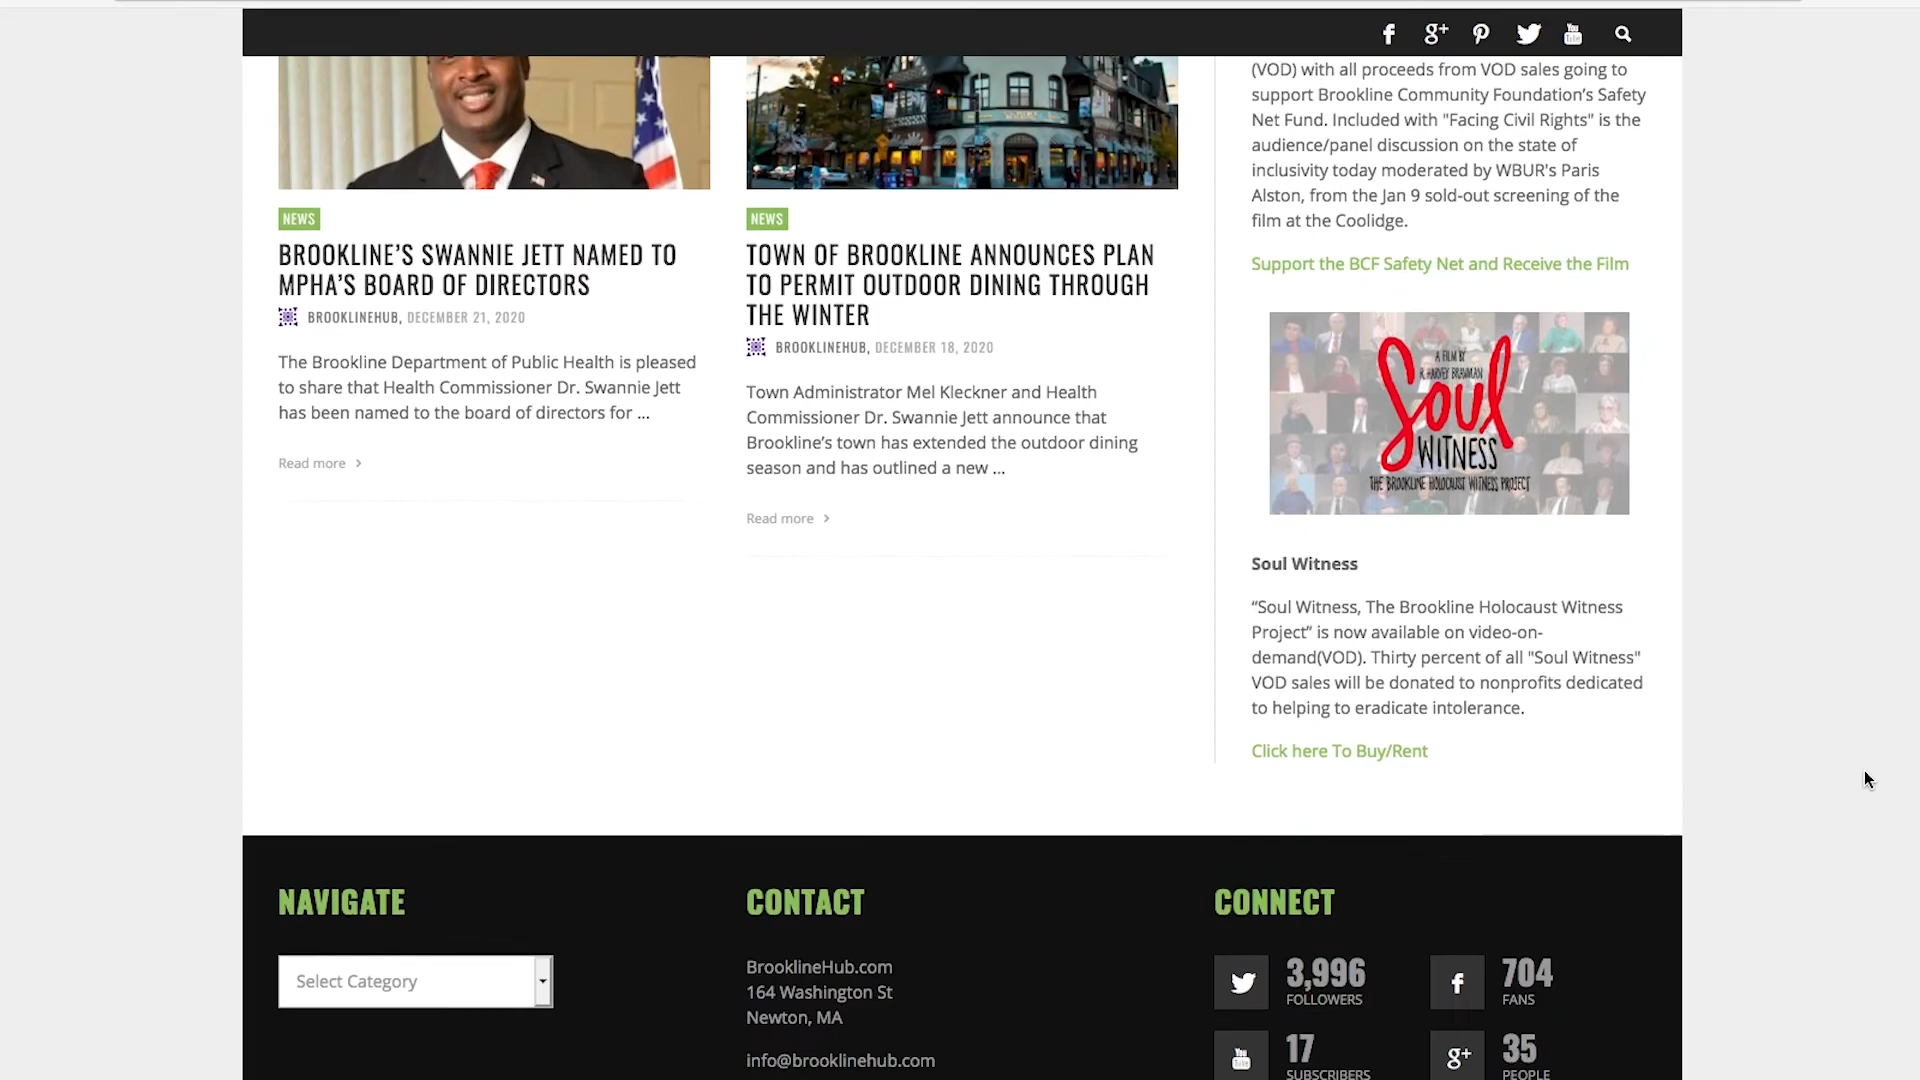 NEWS
BROOKLINE’S SWANNIE JETT NAMED TO
MPHA’S BOARD OF DIRECTORS
BROOKLINEHUB, DECEMBER 21, 2020
The Brookline Department of Public Health is pleased
to share that Health Commissioner Dr. Swannie Jett
has been named to the board of directors for ...
Read more
NEWS
TOWN OF BROOKLINE ANNOUNCES PLAN
TO PERMIT OUTDOOR DINING THROUGH
THE WINTER
BROOKLINEHUB, DECEMBER 18, 2020
Town Administrator Mel Kleckner and Health
Commissioner Dr. Swannie Jett announce that
Brookline’s town has extended the outdoor dining
season and has outlined a new ...
Read more
(VOD) with all proceeds from VOD sales going to
support Brookline Community Foundation’s Safety
Net Fund. Included with "Facing Civil Rights" is the
audience/panel discussion on the state of
inclusivity today moderated by WBUR's Paris
Alston, from the Jan 9 sold-out screening of the
film at the Coolidge.
Support the BCF Safety Net and Receive the Film
A FILM BY
R. HARVEY BRAVMAN
Soul
WITNESS
THE BROOKLINE HOLOCAUST WITNESS PROJECT
Soul Witness
“Soul Witness, The Brookline Holocaust Witness
Project” is now available on video-on-
demand(VOD). Thirty percent of all "Soul Witness"
VOD sales will be donated to nonprofits dedicated
to helping to eradicate intolerance.
Click here To Buy/Rent
NAVIGATE
Select Category
CONTACT
BrooklineHub.com
164 Washington St
Newton, MA
info@brooklinehub.com
CONNECT
3,996
FOLLOWERS
704
FANS
17
SUBSCRIBERS
35
PEOPLE